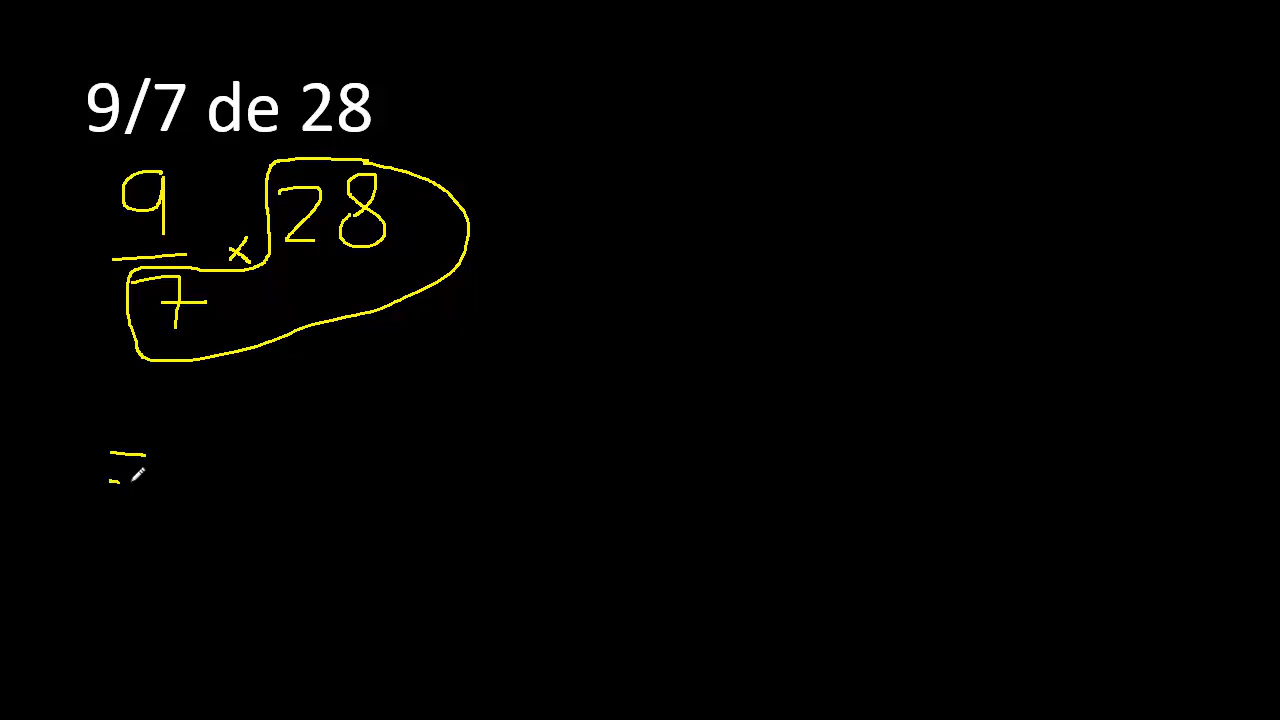 9/7 de 28
9 × 28
7
=